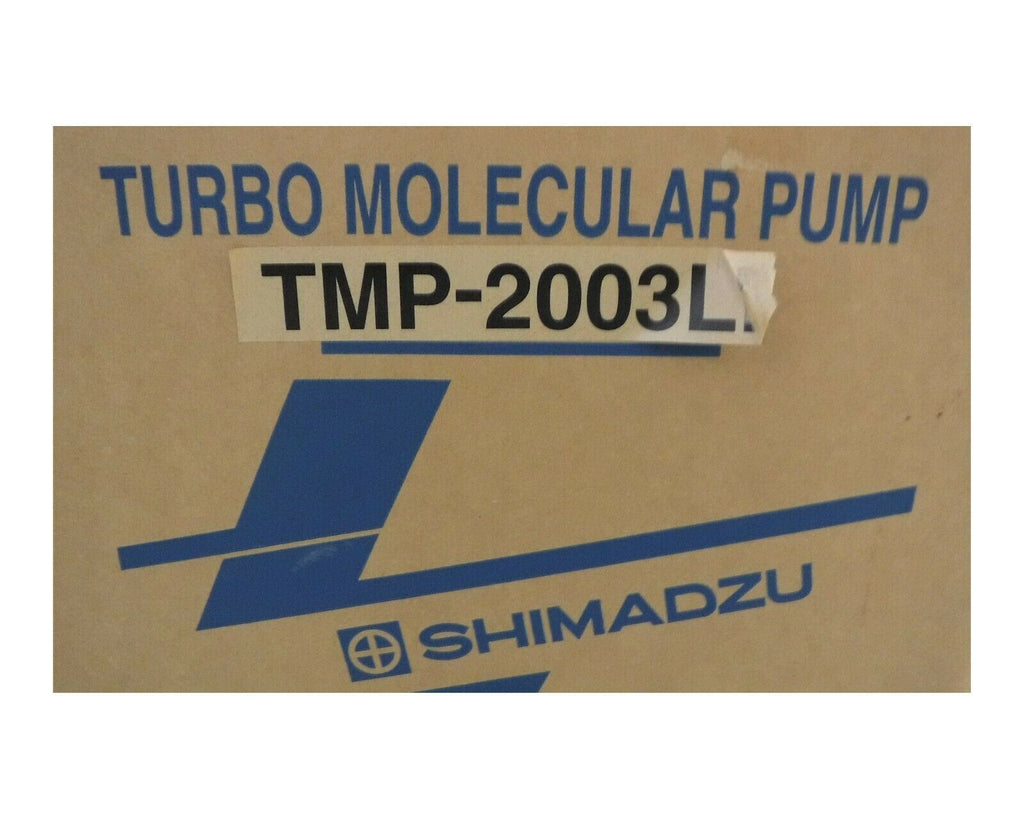 TURBO MOLECULAR PUMP
TMP-2003L
SHIMADZU